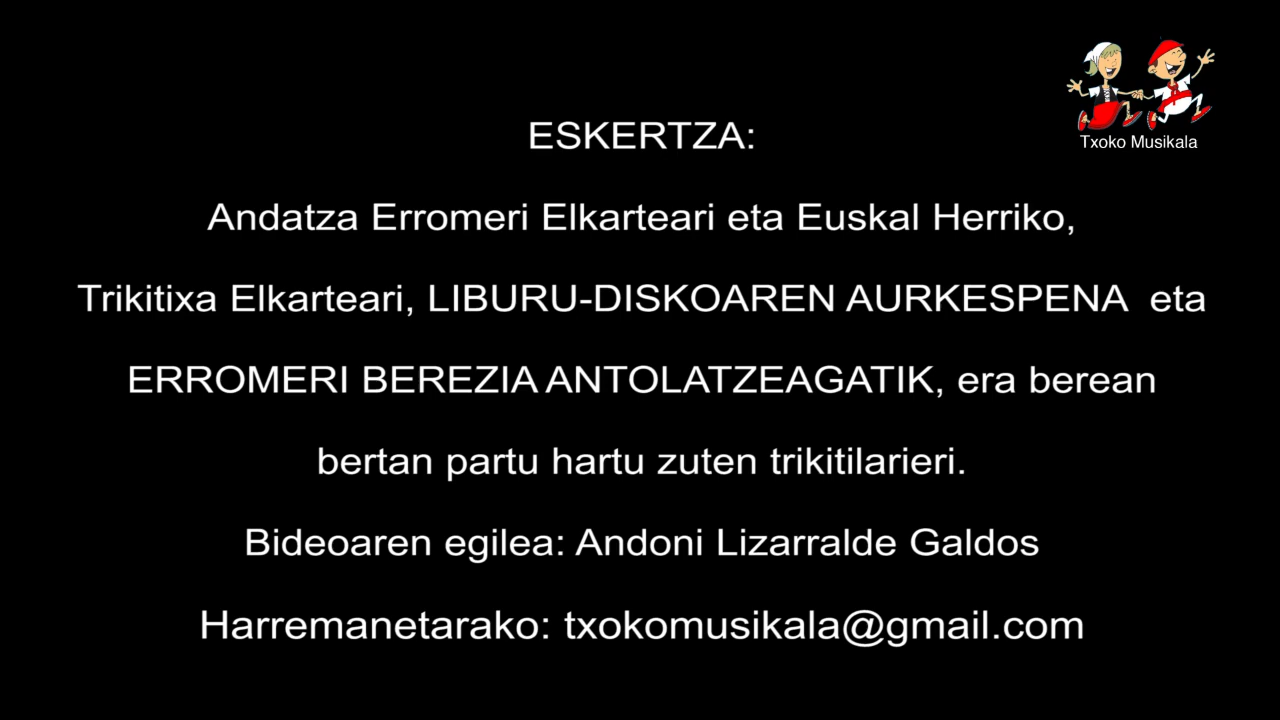 Txoko Musikala
ESKERTZA:
Andatza Erromeri Elkarteari eta Euskal Herriko,
Trikitixa Elkarteari, LIBURU-DISKOAREN AURKESPENA eta
ERROMERI BEREZIA ANTOLATZEAGATIK, era berean
bertan partu hartu zuten trikitilarieri.
Bideoaren egilea: Andoni Lizarralde Galdos
Harremanetarako: txokomusikala@gmail.com